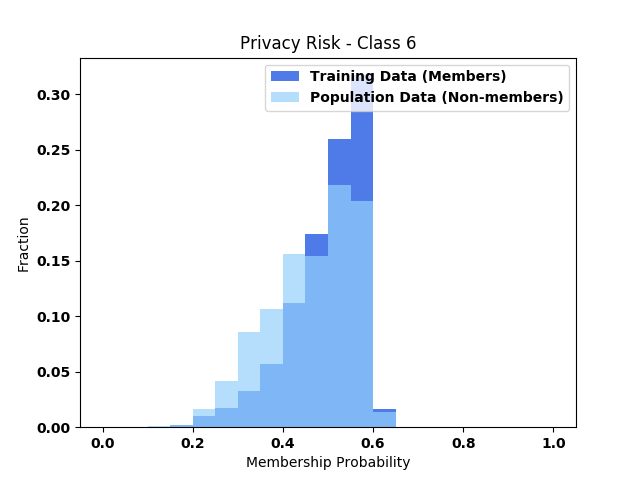 Privacy Risk - Class 6
Training Data (Members)
Population Data (Non-members)
0.30
0.25
0.20
0.15
0.10
0.05
0.00
Fraction
0.0 0.2 0.4 0.6 0.8 1.0
Membership Probability